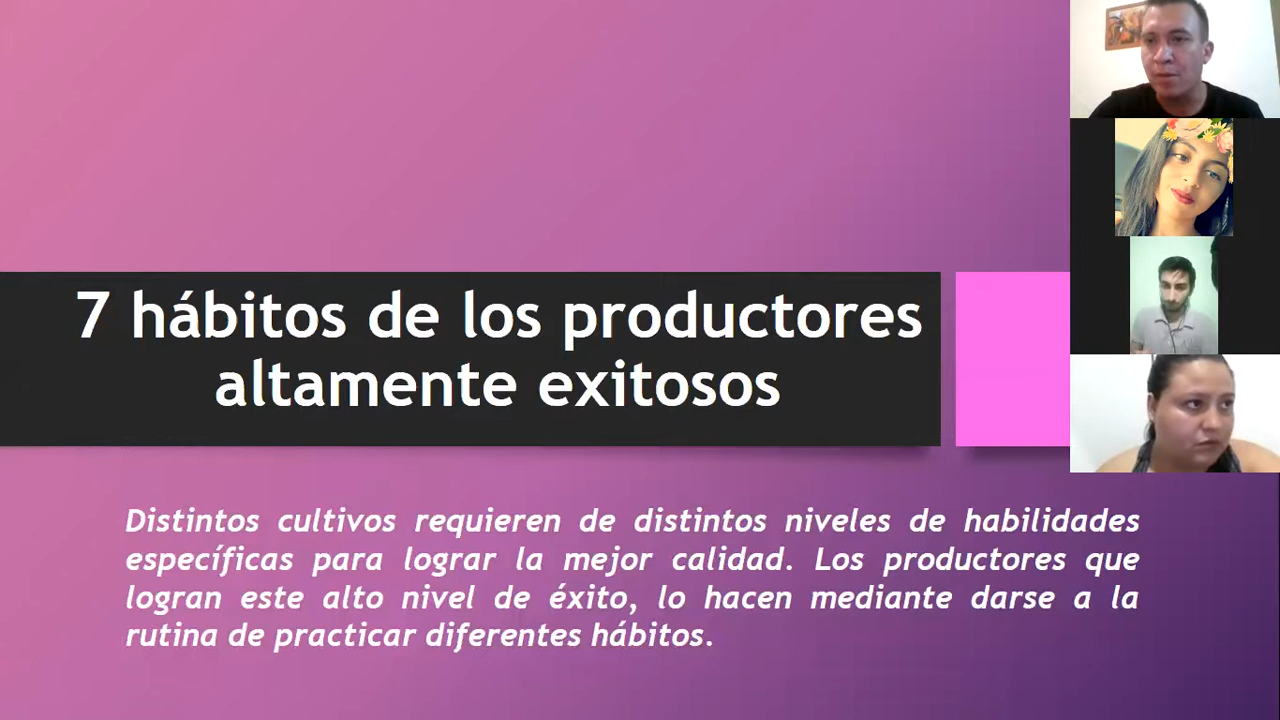 7 hábitos de los productores
altamente exitosos
Distintos cultivos requieren de distintos niveles de habilidades
específicas para lograr la mejor calidad. Los productores que
logran este alto nivel de éxito, lo hacen mediante darse a la
rutina de practicar diferentes hábitos.